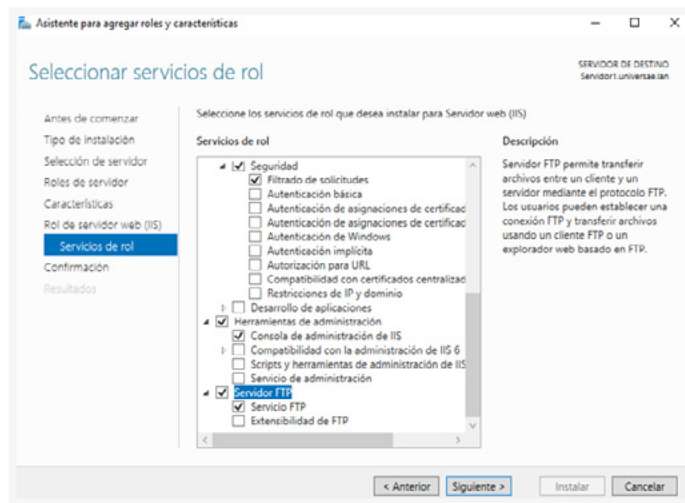 Asistente para agregar roles y características
Seleccionar servicios de rol
SERVIDOR DE DESTINO
Servidor1.universae.lan
Antes de comenzar
Tipo de instalación
Selección de servidor
Roles de servidor
Características
Rol de servidor web (IIS)
Servicios de rol
Confirmación
Resultados
Seleccione los servicios de rol que desea instalar para Servidor web (IIS)
Servicios de rol
Seguridad
Filtrado de solicitudes
Autenticación básica
Autenticación de asignaciones de certificad
Autenticación de asignaciones de certificad
Autenticación de Windows
Autenticación implícita
Autorización para URL
Compatibilidad con certificados centralizad
Restricciones de IP y dominio
Desarrollo de aplicaciones
Herramientas de administración
Consola de administración de IIS
Compatibilidad con la administración de IIS 6
Scripts y herramientas de administración de IIS
Servicio de administración
Servidor FTP
Servicio FTP
Extensibilidad de FTP
Descripción
Servidor FTP permite transferir
archivos entre un cliente y un
servidor mediante el protocolo FTP.
Los usuarios pueden establecer una
conexión FTP y transferir archivos
usando un cliente FTP o un
explorador web basado en FTP.
< Anterior
Siguiente >
Instalar
Cancelar